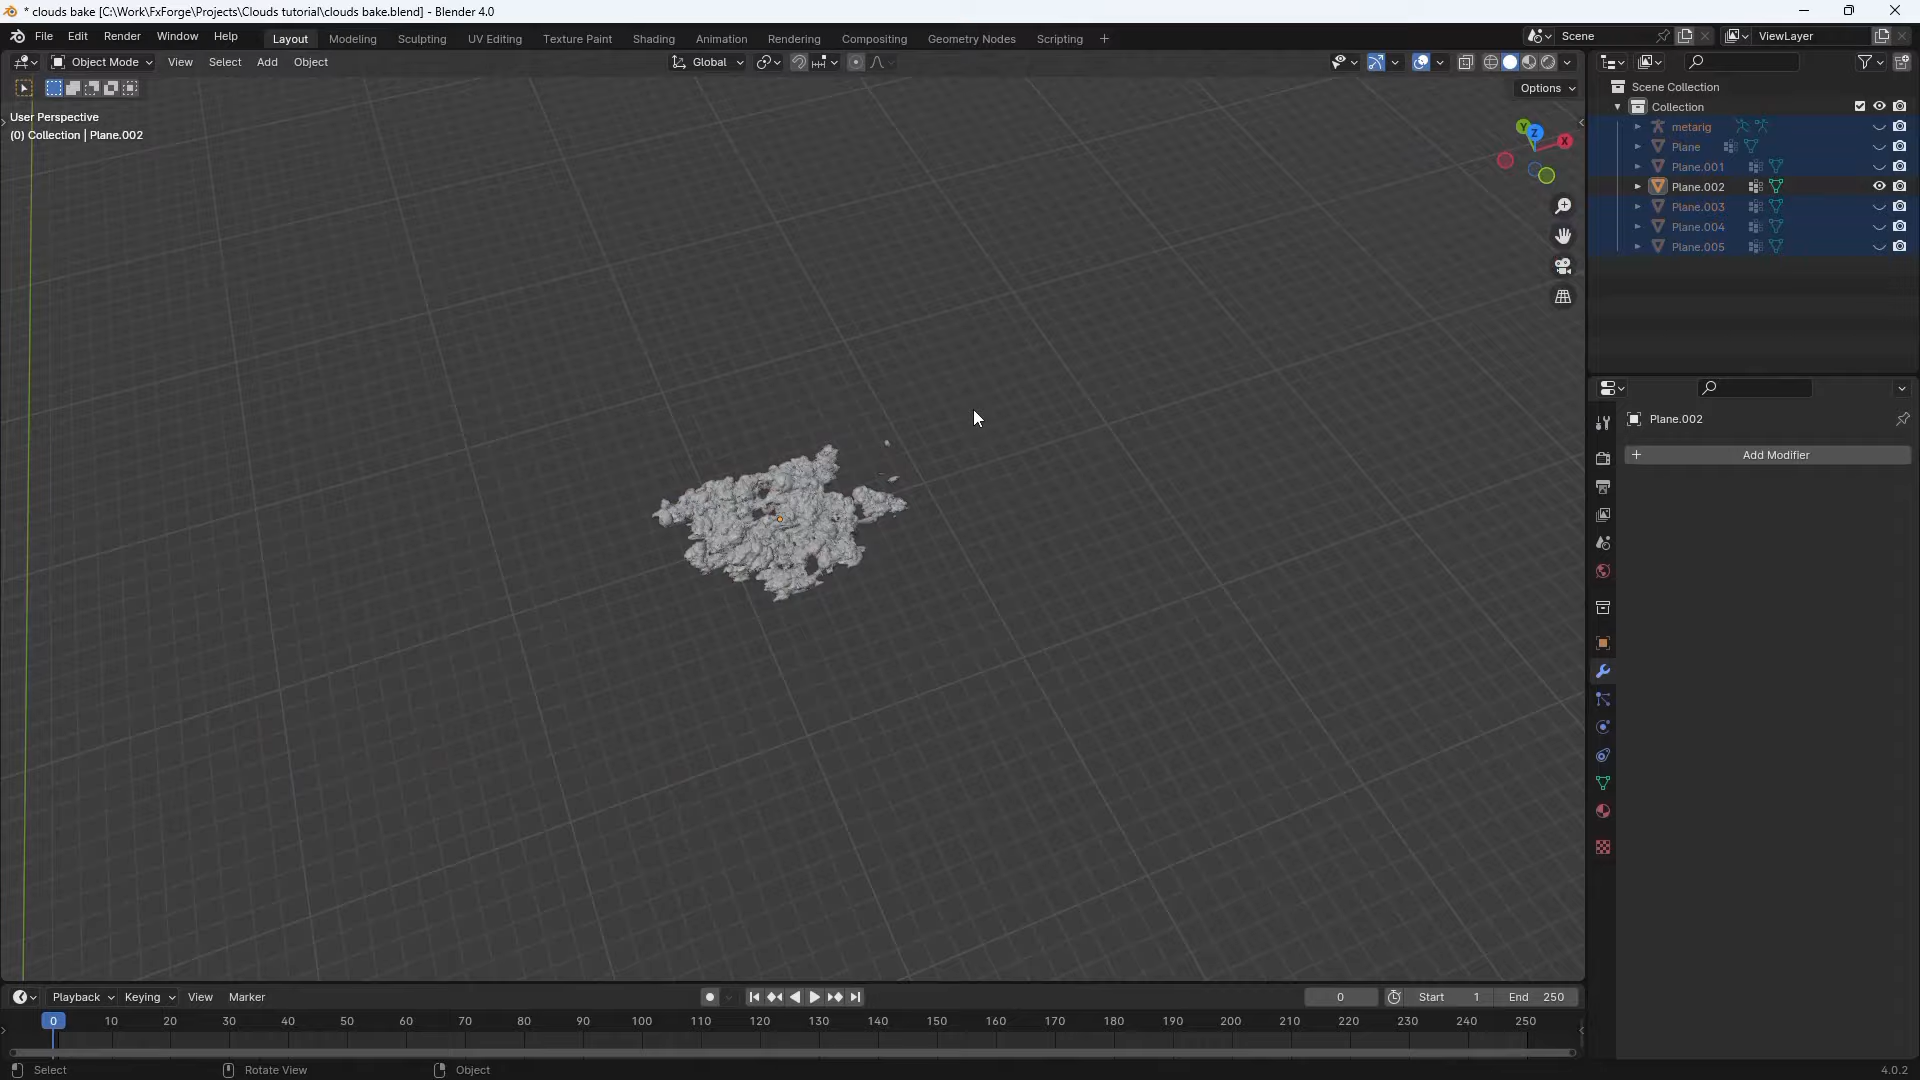 * clouds bake [C:\Work\FxForge\Projects\Clouds tutorial\clouds bake.blend] - Blender 4.0
File Edit Render Window Help Layout Modeling Sculpting UV Editing Texture Paint Shading Animation Rendering Compositing Geometry Nodes Scripting + Scene ViewLayer
Object Mode View Select Add Object Global
Options
User Perspective
(0) Collection | Plane.002
Y Z X
Scene Collection
Collection
metarig
Plane
Plane.001
Plane.002
Plane.003
Plane.004
Plane.005
Plane.002
+ Add Modifier
Playback Keying View Marker 0 Start 1 End 250
0 10 20 30 40 50 60 70 80 90 100 110 120 130 140 150 160 170 180 190 200 210 220 230 240 250
Select Rotate View Object 4.0.2